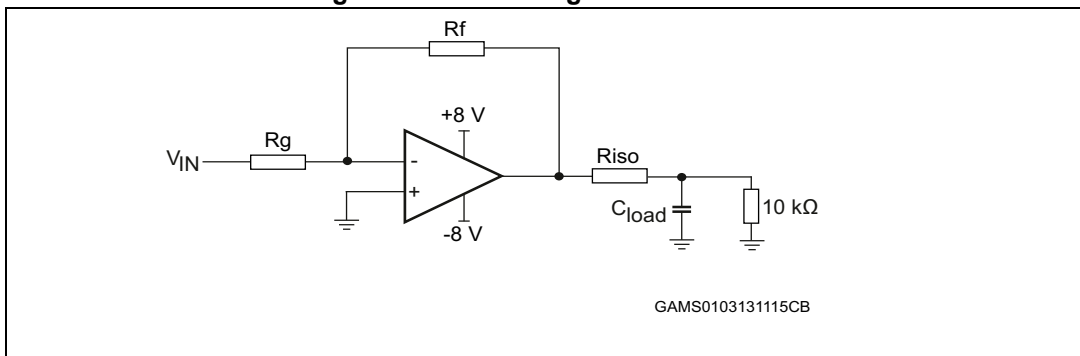 Rf
+8 V
Rg
VIN
-
+
-8 V
Riso
Cload
10 kΩ
GAMS0103131115CB